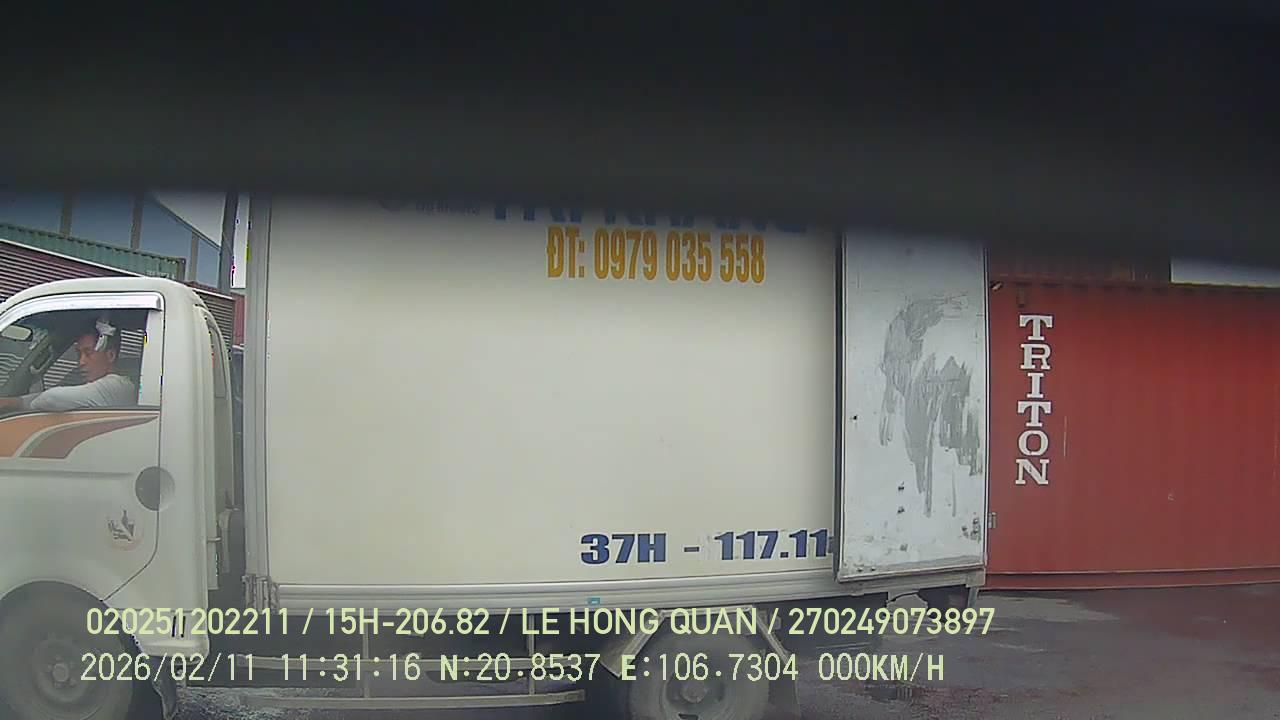 ĐT: 0979 035 558
TRITON
37H - 117.11
020251202211 / 15H-206.82 / LE HONG QUAN / 270249073897
2026/02/11 11:31:16 N:20.8537 E:106.7304 000KM/H